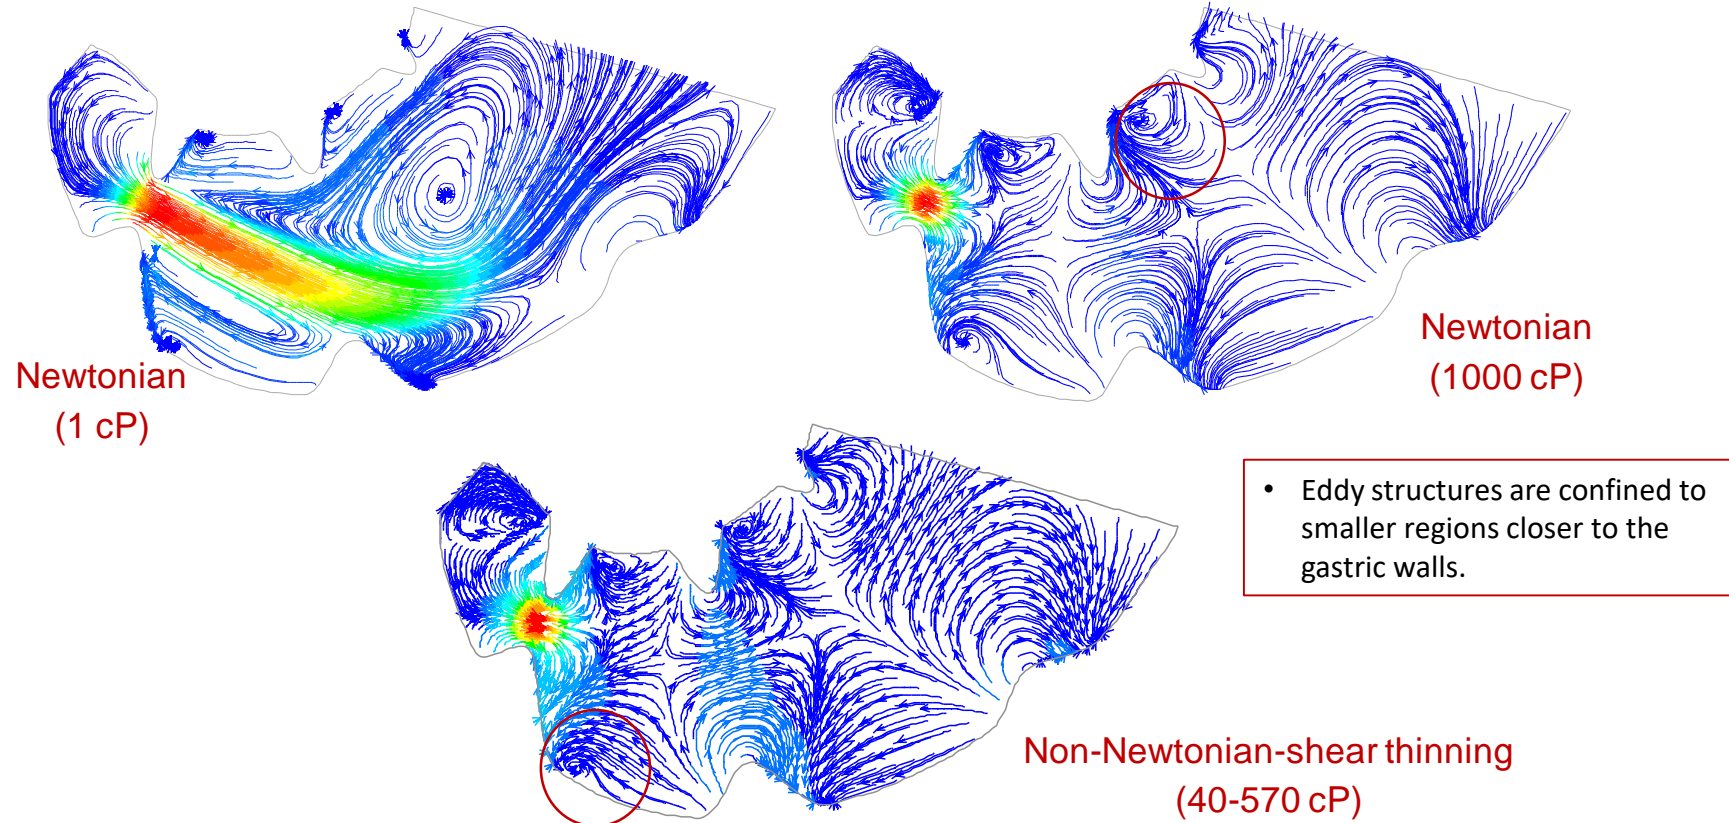 Newtonian
(1 cP)
Newtonian
(1000 cP)
• Eddy structures are confined to
smaller regions closer to the
gastric walls.
Non-Newtonian-shear thinning
(40-570 cP)